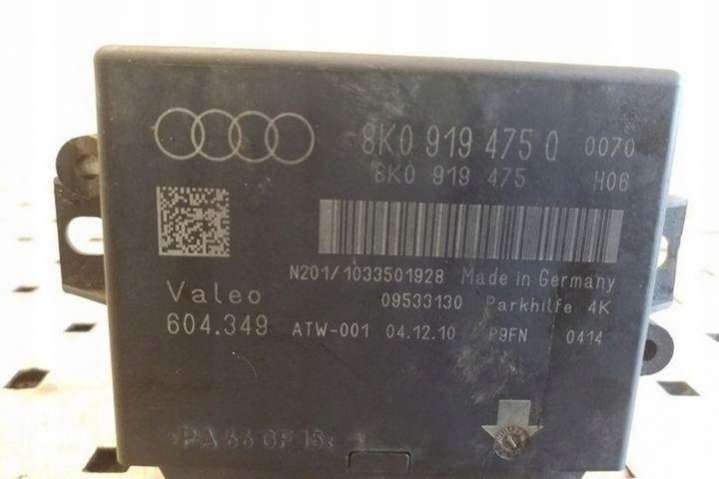 8K0 919 475 Q 0070
8K0 919 475 H06
N201/1033501928 Made in Germany
Valeo 09533130 Parkhilfe 4K
604.349 ATW-001 04.12.10 P9FN 0414